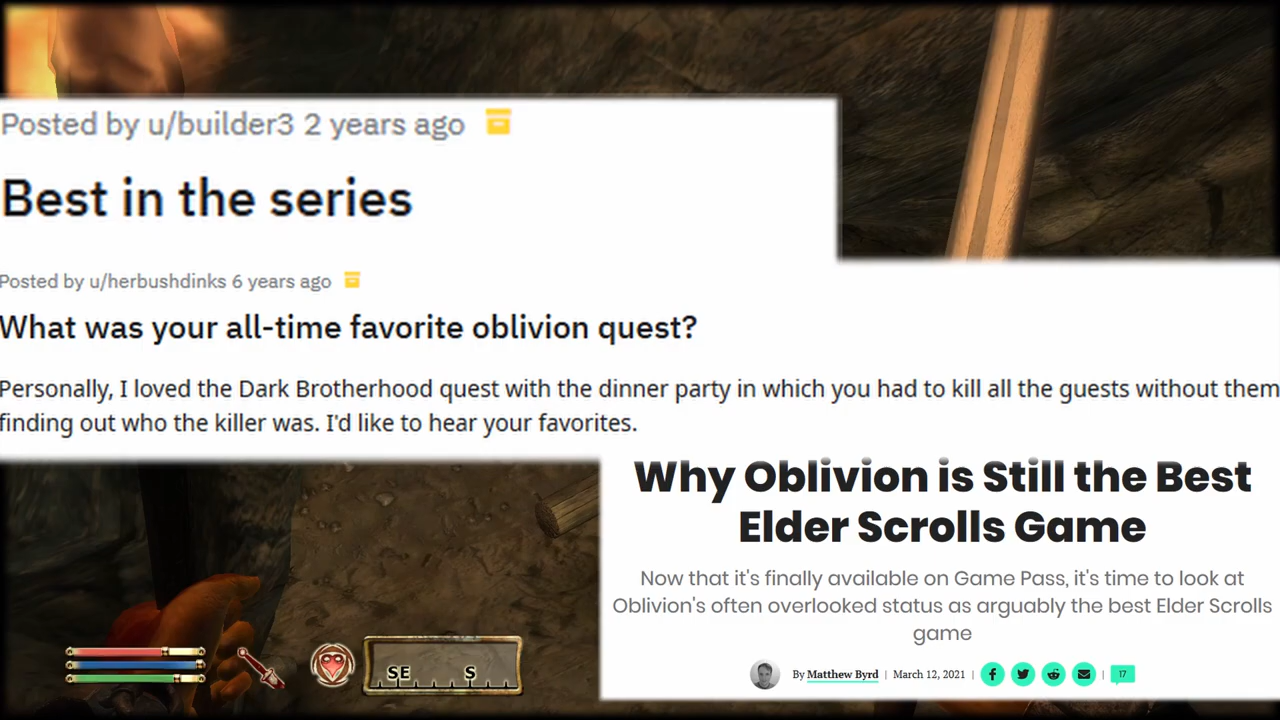 Posted by u/builder3 2 years ago
Best in the series
Posted by u/herbushdinks 6 years ago
What was your all-time favorite oblivion quest?
Personally, I loved the Dark Brotherhood quest with the dinner party in which you had to kill all the guests without them
finding out who the killer was. I'd like to hear your favorites.
Why Oblivion is Still the Best
Elder Scrolls Game
Now that it's finally available on Game Pass, it's time to look at
Oblivion's often overlooked status as arguably the best Elder Scrolls
game
By Matthew Byrd | March 12, 2021 | 17
SE S